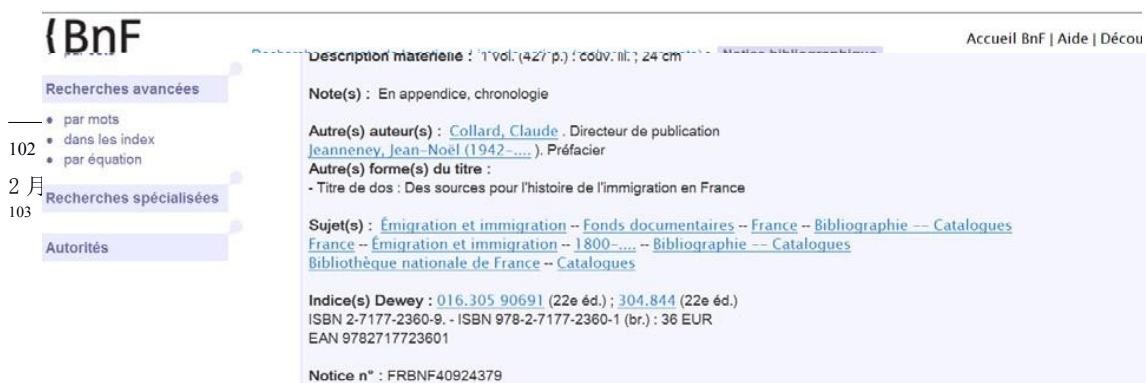 {BnF
Accueil BnF | Aide | Décou
Notice bibliographique
Recherches avancées
• par mots
• dans les index
• par équation
Recherches spécialisées
Autorités
102
2 月
103
Description matérielle : 1 vol. (427 p.) : couv. ill. ; 24 cm
Note(s) : En appendice, chronologie
Autre(s) auteur(s) : Collard, Claude . Directeur de publication
Jeanneney, Jean-Noël (1942-.... ). Préfacier
Autre(s) forme(s) du titre :
- Titre de dos : Des sources pour l'histoire de l'immigration en France
Sujet(s) : Émigration et immigration -- Fonds documentaires -- France -- Bibliographie -- Catalogues
France -- Émigration et immigration -- 1800-.... -- Bibliographie -- Catalogues
Bibliothèque nationale de France -- Catalogues
Indice(s) Dewey : 016.305 90691 (22e éd.) ; 304.844 (22e éd.)
ISBN 2-7177-2360-9. - ISBN 978-2-7177-2360-1 (br.) : 36 EUR
EAN 9782717723601
Notice n° : FRBNF40924379